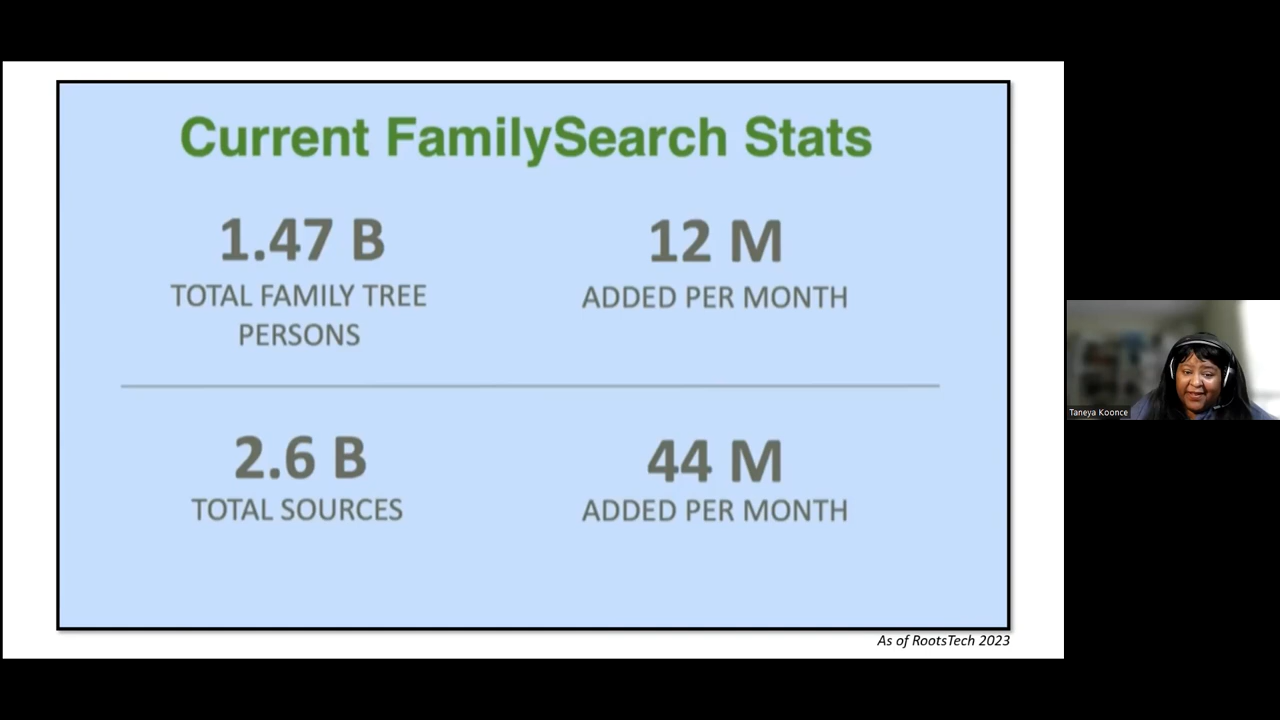 Current FamilySearch Stats
1.47 B
TOTAL FAMILY TREE
PERSONS
12 M
ADDED PER MONTH
2.6 B
TOTAL SOURCES
44 M
ADDED PER MONTH
As of RootsTech 2023
Taneya Koonce